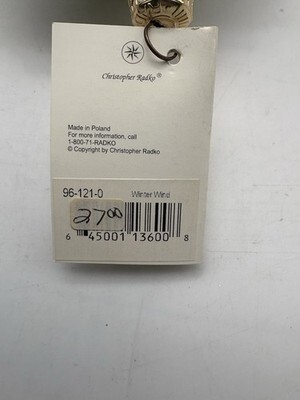 Christopher Radko ®
Made in Poland
For more information, call
1-800-71-RADKO
© Copyright by Christopher Radko
96-121-0 Winter Wind
27.00
6 45001 13600 8